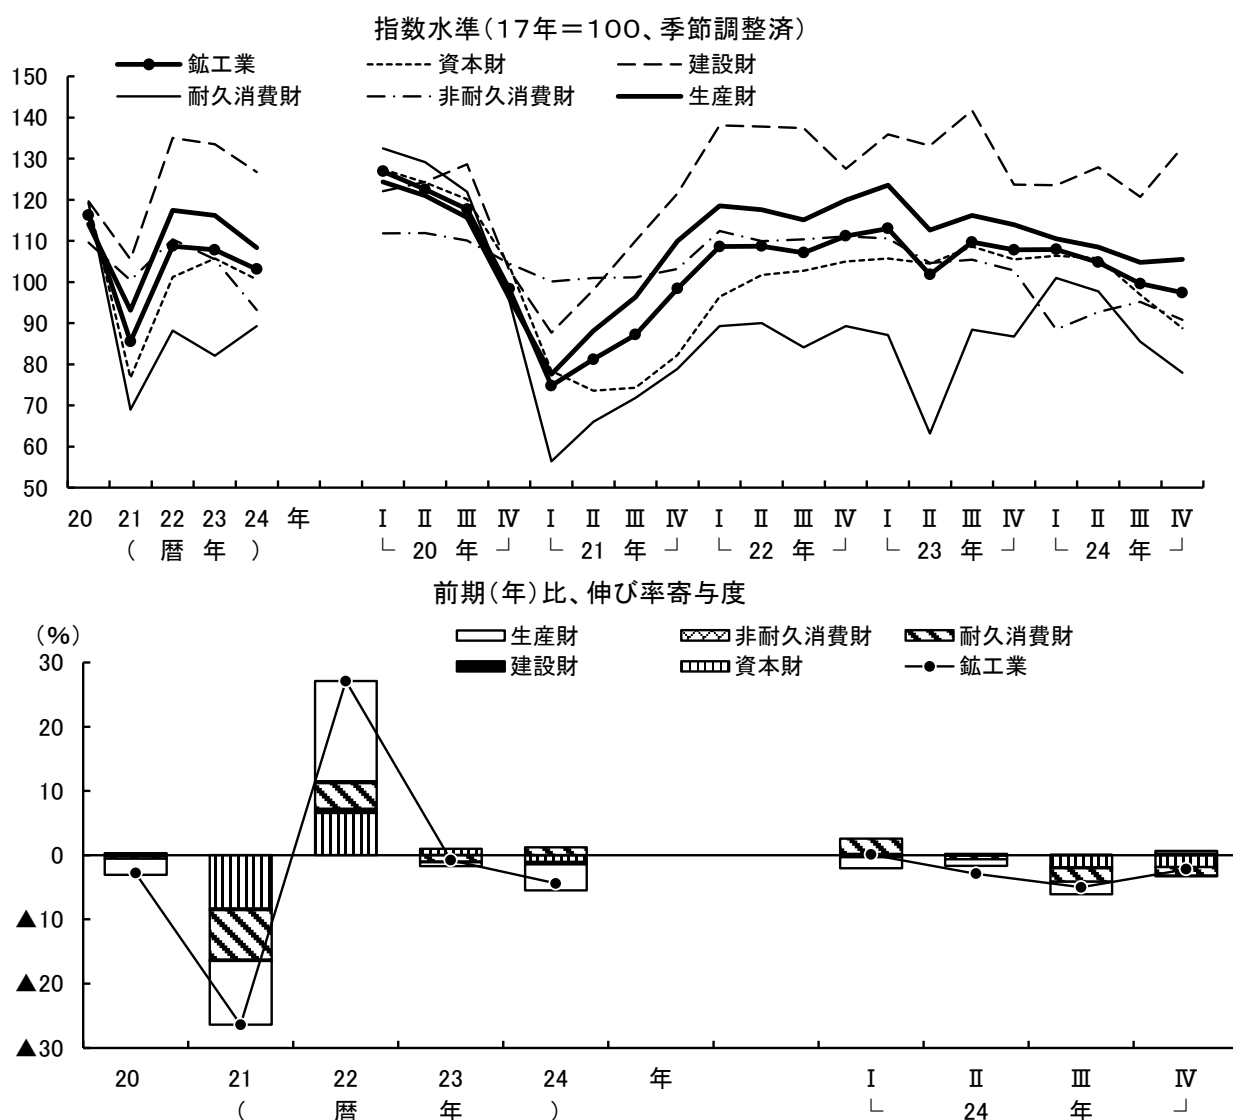 指数水準(17年＝100、季節調整済)
鉱工業 資本財 建設財
耐久消費財 非耐久消費財 生産財
150
140
130
120
110
100
90
80
70
60
50
20 21 22 23 24 年 Ⅰ Ⅱ Ⅲ Ⅳ Ⅰ Ⅱ Ⅲ Ⅳ Ⅰ Ⅱ Ⅲ Ⅳ Ⅰ Ⅱ Ⅲ Ⅳ Ⅰ Ⅱ Ⅲ Ⅳ
( 暦 年 ) 20 年 21 年 22 年 23 年 24 年
前期(年)比、伸び率寄与度
(%)
生産財 非耐久消費財 耐久消費財
建設財 資本財 鉱工業
30
20
10
0
▲10
▲20
▲30
20 21 22 23 24 年 Ⅰ Ⅱ Ⅲ Ⅳ
( 暦 年 ) 24 年